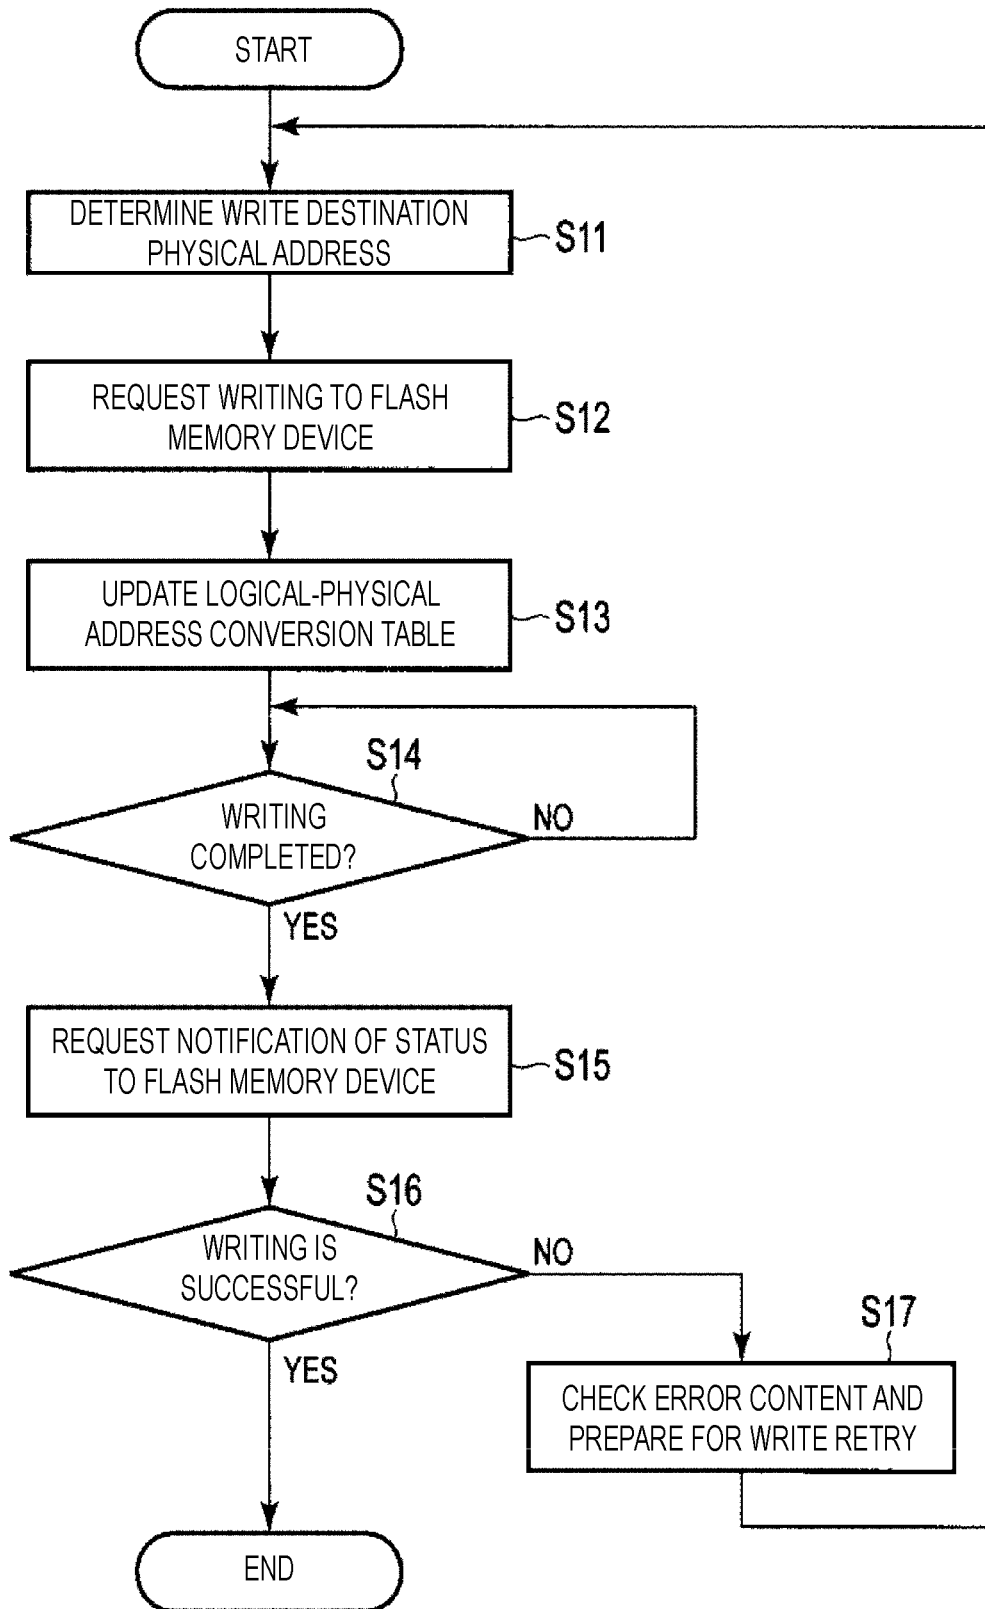 START
DETERMINE WRITE DESTINATION
PHYSICAL ADDRESS
S11
REQUEST WRITING TO FLASH
MEMORY DEVICE
S12
UPDATE LOGICAL-PHYSICAL
ADDRESS CONVERSION TABLE
S13
S14
WRITING
COMPLETED?
NO
YES
REQUEST NOTIFICATION OF STATUS
TO FLASH MEMORY DEVICE
S15
S16
WRITING IS
SUCCESSFUL?
NO
YES
S17
CHECK ERROR CONTENT AND
PREPARE FOR WRITE RETRY
END